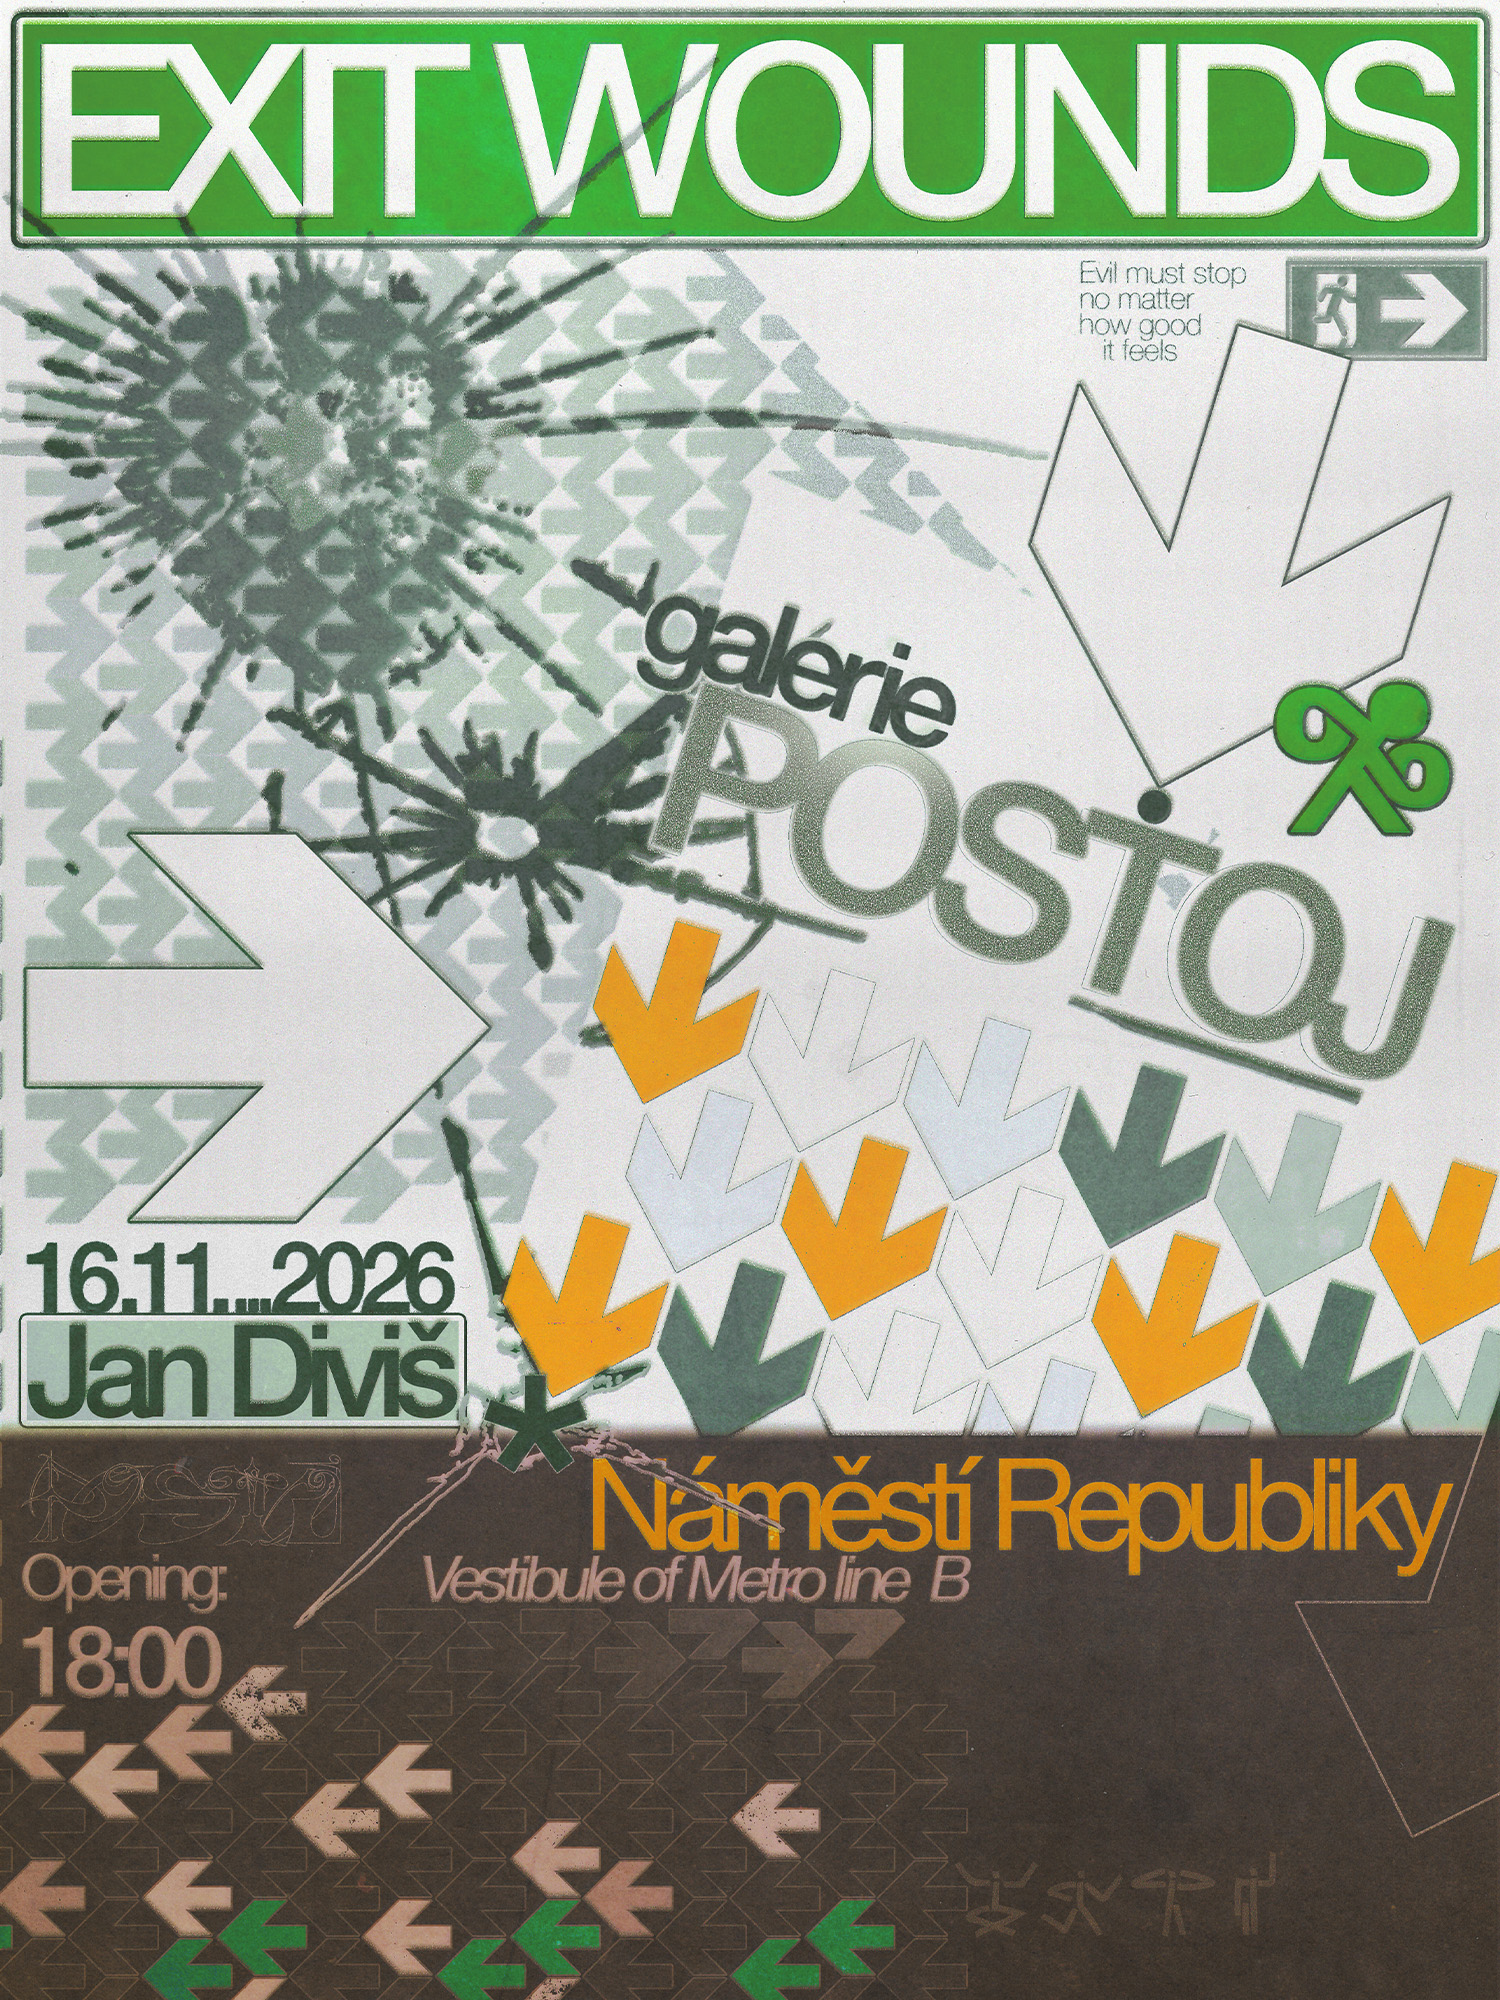 EXIT WOUNDS
Evil must stop
no matter
how good
it feels
galérie
POSTOJ
16.11....2026
Jan Diviš
*
Náměstí Republiky
Vestibule of Metro line B
Opening:
18:00